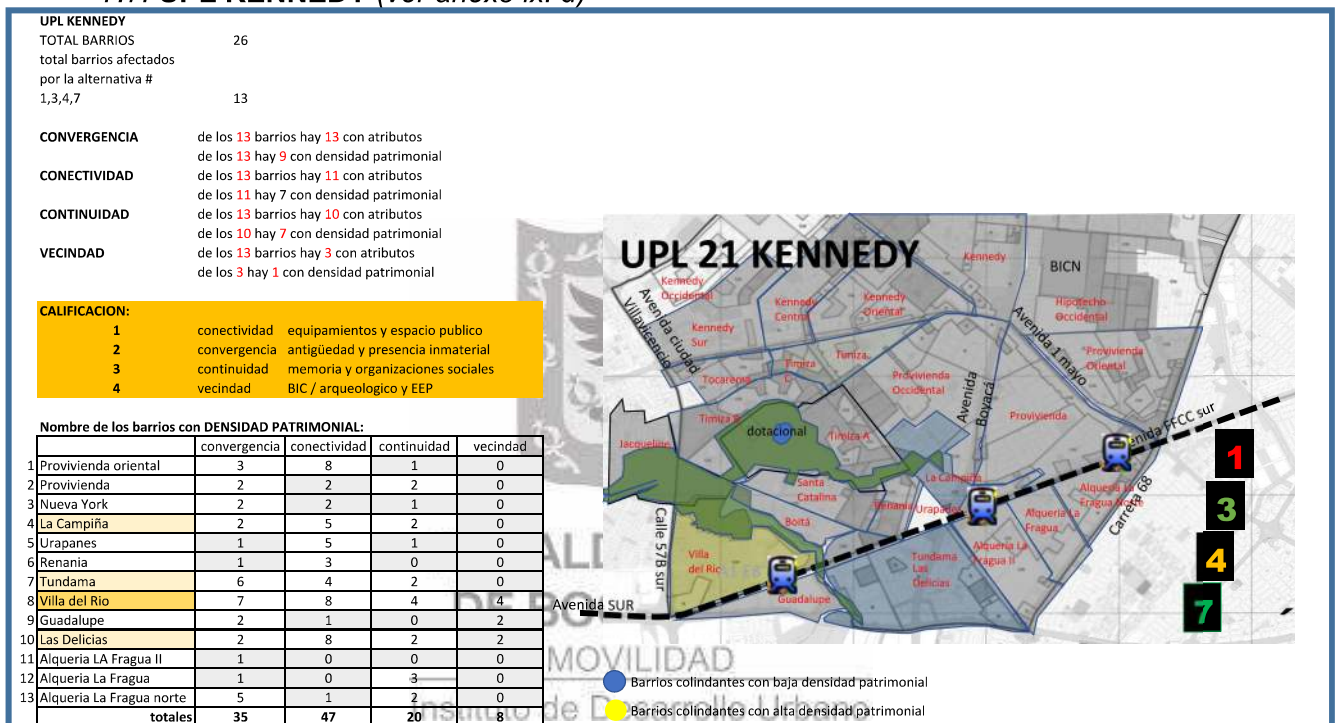 UPL KENNEDY (Ver anexo IX. d)
UPL KENNEDY
TOTAL BARRIOS 26
total barrios afectados
por la alternativa #
1,3,4,7 13
CONVERGENCIA de los 13 barrios hay 13 con atributos
de los 13 hay 9 con densidad patrimonial
CONECTIVIDAD de los 13 barrios hay 11 con atributos
de los 11 hay 7 con densidad patrimonial
CONTINUIDAD de los 13 barrios hay 10 con atributos
de los 10 hay 7 con densidad patrimonial
VECINDAD de los 13 barrios hay 3 con atributos
de los 3 hay 1 con densidad patrimonial
CALIFICACION:
1 conectividad equipamientos y espacio publico
2 convergencia antigüedad y presencia inmaterial
3 continuidad memoria y organizaciones sociales
4 vecindad BIC / arqueologico y EEP
Nombre de los barrios con DENSIDAD PATRIMONIAL:
convergencia conectividad continuidad vecindad
1 Provivienda oriental 3 8 1 0
2 Provivienda 2 2 2 0
3 Nueva York 2 2 1 0
4 La Campiña 2 5 2 0
5 Urapanes 1 5 1 0
6 Renania 1 3 0 0
7 Tundama 6 4 2 0
8 Villa del Rio 7 8 4 4
9 Guadalupe 2 1 0 2
10 Las Delicias 2 8 2 2
11 Alqueria LA Fragua II 1 0 0 0
12 Alqueria La Fragua 1 0 3 0
13 Alqueria La Fragua norte 5 1 2 0
totales 35 47 20 8
UPL 21 KENNEDY
Kennedy
BICN
Kennedy
Occidental
Avenida ciudad
Villavicencio
Kennedy
Central
Kennedy
Oriental
Hipotecho
Occidental
Kennedy
Sur
Avenida 1 mayo
Provivienda
Oriental
Timiza
Timiza
Tocarema
Provivienda
Occidental
Avenida
Boyacá
Provivienda
Timiza
dotacional
Timiza A
Jacqueline
enida FFCC sur
Santa
Catalina
La Campiña
Renania
Urapanes
Alqueria La
Fragua Norte
Carrera 68
Boitá
Alqueria La
Fragua
Calle 57B sur
Villa
del Rio
Tundama
Las
Delicias
Alqueria La
Fragua II
Guadalupe
Avenida SUR
1
3
4
7
MOVILIDAD
Instituto de Desarrollo Urbano
Barrios colindantes con baja densidad patrimonial
Barrios colindantes con alta densidad patrimonial